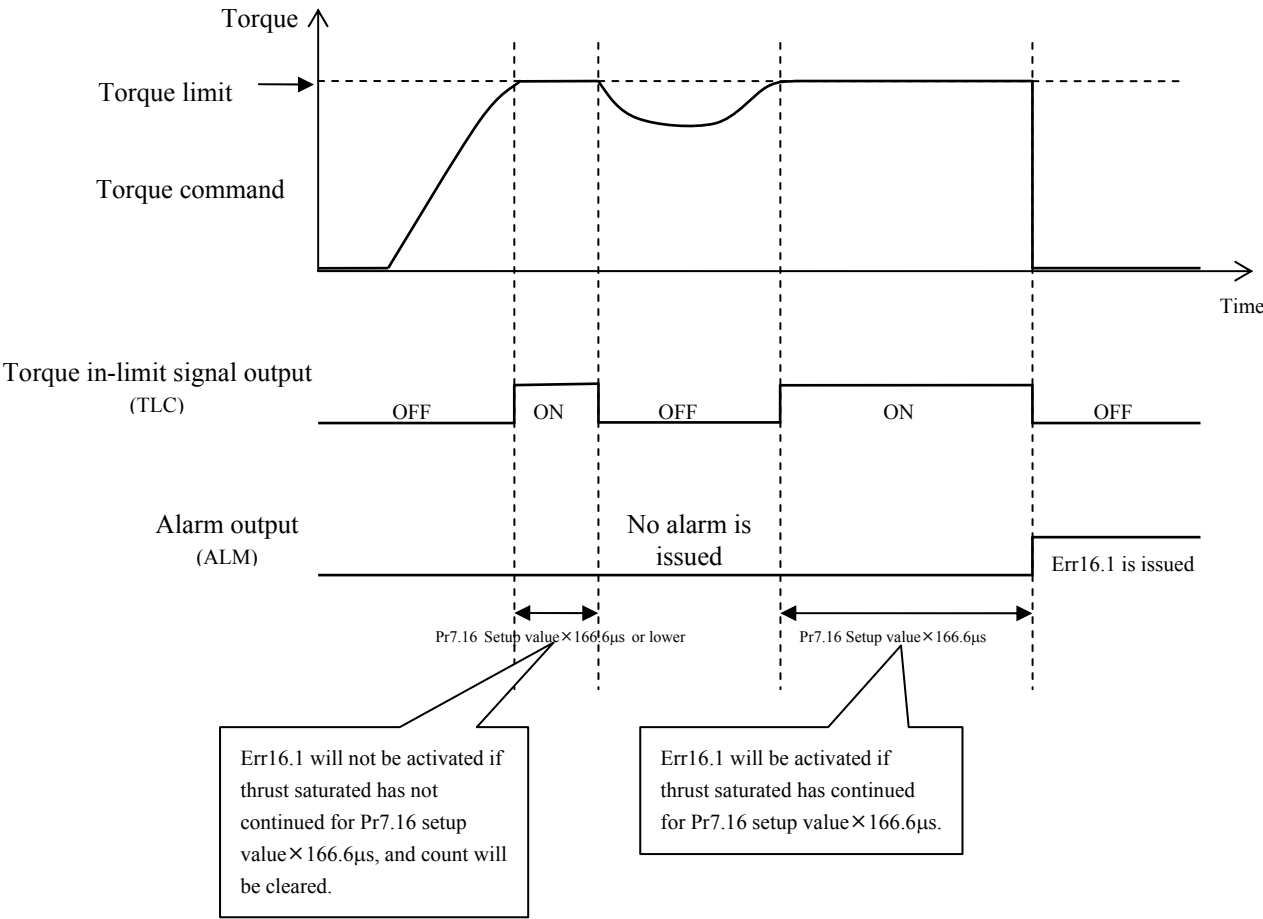 Torque
Torque limit
Torque command
Time
Torque in-limit signal output
(TLC)
OFF
ON
OFF
ON
OFF
Alarm output
(ALM)
No alarm is
issued
Err16.1 is issued
Pr7.16 Setup value×166.6μs or lower
Pr7.16 Setup value×166.6μs
Err16.1 will not be activated if
thrust saturated has not
continued for Pr7.16 setup
value×166.6μs, and count will
be cleared.
Err16.1 will be activated if
thrust saturated has continued
for Pr7.16 setup value×166.6μs.